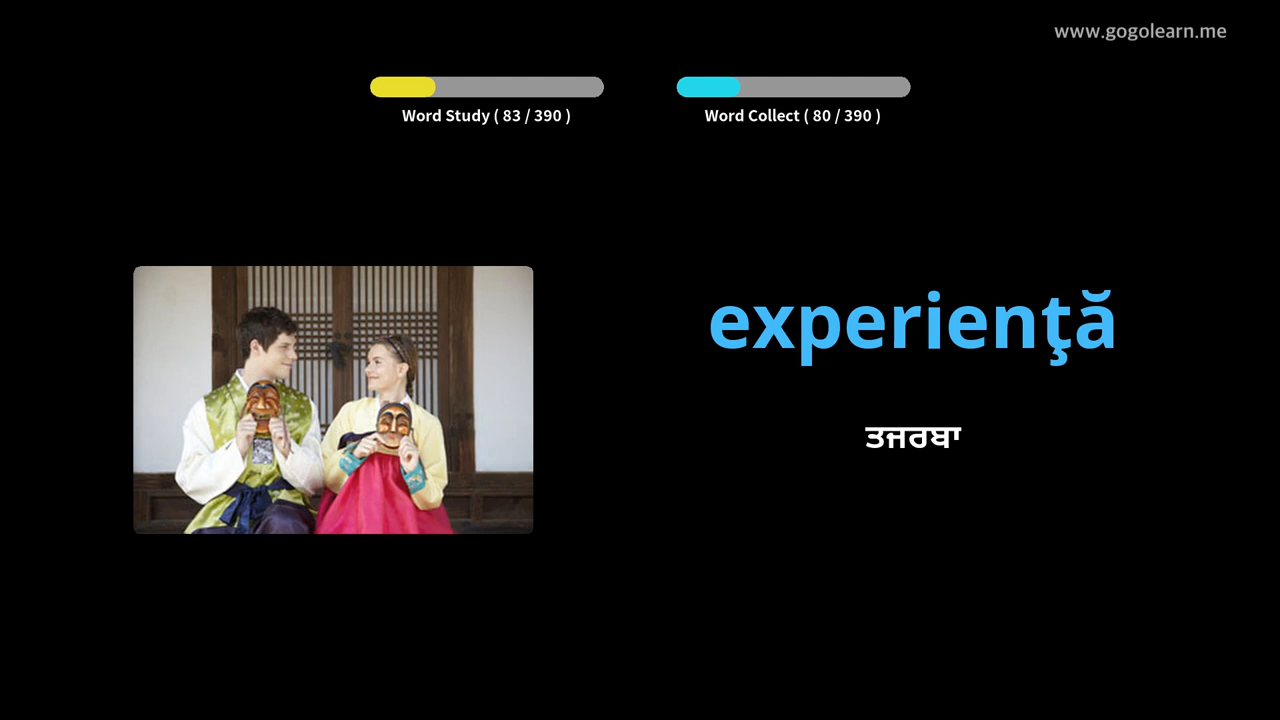 www.gogolearn.me
Word Study ( 83 / 390 )
Word Collect ( 80 / 390 )
experienţă
ਤਜਰਬਾ